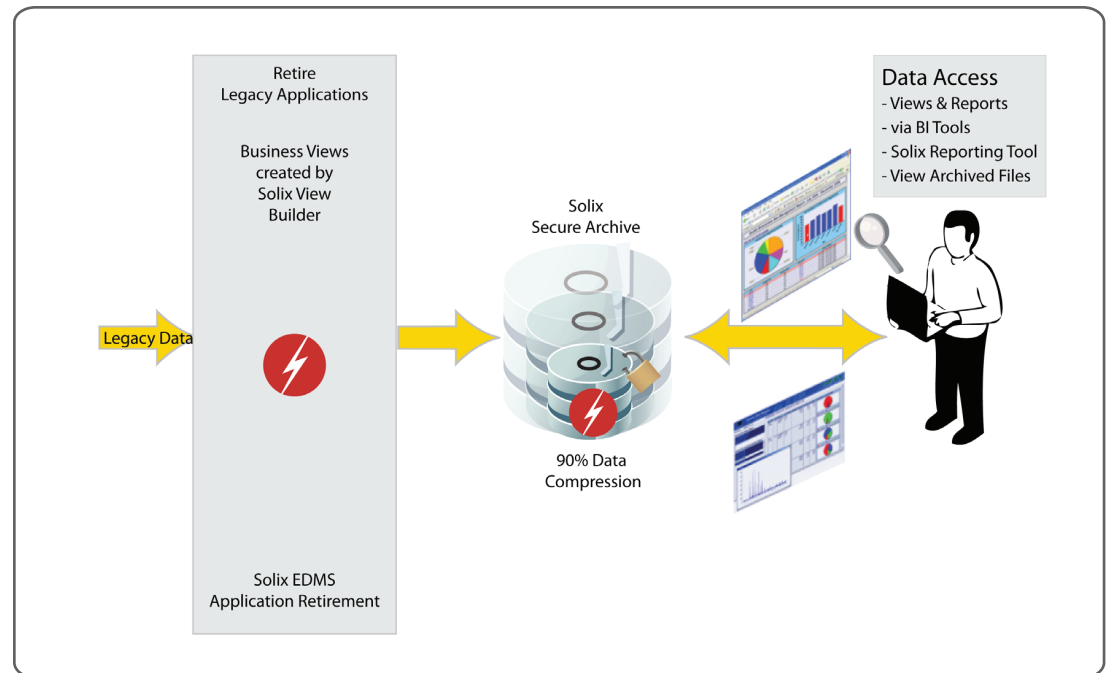 Retire
Legacy Applications
Business Views
created by
Solix View
Builder
Legacy Data
Solix EDMS
Application Retirement
Solix
Secure Archive
90% Data
Compression
Data Access
- Views & Reports
- via BI Tools
- Solix Reporting Tool
- View Archived Files